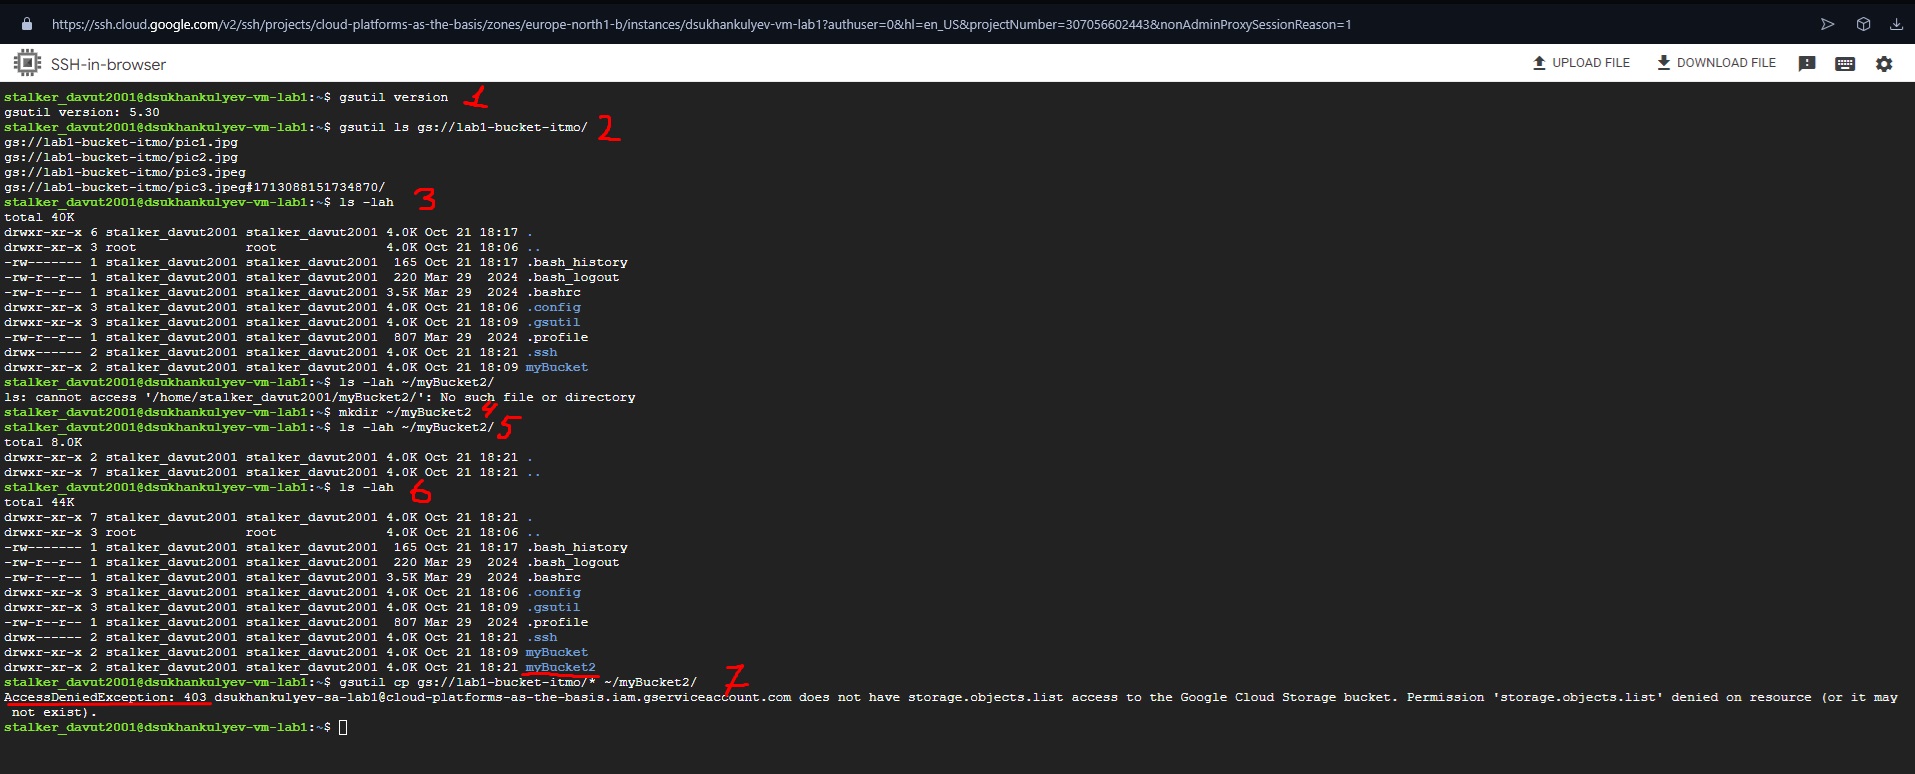 https://ssh.cloud.google.com/v2/ssh/projects/cloud-platforms-as-the-basis/zones/europe-north1-b/instances/dsukhankulyev-vm-lab1?authuser=0&hl=en_US&projectNumber=307056602443&nonAdminProxySessionReason=1
SSH-in-browser UPLOAD FILE DOWNLOAD FILE
stalker_davut2001@dsukhankulyev-vm-lab1:~$ gsutil version 1
gsutil version: 5.30
stalker_davut2001@dsukhankulyev-vm-lab1:~$ gsutil ls gs://lab1-bucket-itmo/ 2
gs://lab1-bucket-itmo/pic1.jpg
gs://lab1-bucket-itmo/pic2.jpg
gs://lab1-bucket-itmo/pic3.jpeg
gs://lab1-bucket-itmo/pic3.jpeg#1713088151734870/
stalker_davut2001@dsukhankulyev-vm-lab1:~$ ls -lah 3
total 40K
drwxr-xr-x 6 stalker_davut2001 stalker_davut2001 4.0K Oct 21 18:17 .
drwxr-xr-x 3 root              root              4.0K Oct 21 18:06 ..
-rw------- 1 stalker_davut2001 stalker_davut2001  165 Oct 21 18:17 .bash_history
-rw-r--r-- 1 stalker_davut2001 stalker_davut2001  220 Mar 29  2024 .bash_logout
-rw-r--r-- 1 stalker_davut2001 stalker_davut2001 3.5K Mar 29  2024 .bashrc
drwxr-xr-x 3 stalker_davut2001 stalker_davut2001 4.0K Oct 21 18:06 .config
drwxr-xr-x 3 stalker_davut2001 stalker_davut2001 4.0K Oct 21 18:09 .gsutil
-rw-r--r-- 1 stalker_davut2001 stalker_davut2001  807 Mar 29  2024 .profile
drwx------ 2 stalker_davut2001 stalker_davut2001 4.0K Oct 21 18:21 .ssh
drwxr-xr-x 2 stalker_davut2001 stalker_davut2001 4.0K Oct 21 18:09 myBucket
stalker_davut2001@dsukhankulyev-vm-lab1:~$ ls -lah ~/myBucket2/
ls: cannot access '/home/stalker_davut2001/myBucket2/': No such file or directory
stalker_davut2001@dsukhankulyev-vm-lab1:~$ mkdir ~/myBucket2 4
stalker_davut2001@dsukhankulyev-vm-lab1:~$ ls -lah ~/myBucket2/ 5
total 8.0K
drwxr-xr-x 2 stalker_davut2001 stalker_davut2001 4.0K Oct 21 18:21 .
drwxr-xr-x 7 stalker_davut2001 stalker_davut2001 4.0K Oct 21 18:21 ..
stalker_davut2001@dsukhankulyev-vm-lab1:~$ ls -lah 6
total 44K
drwxr-xr-x 7 stalker_davut2001 stalker_davut2001 4.0K Oct 21 18:21 .
drwxr-xr-x 3 root              root              4.0K Oct 21 18:06 ..
-rw------- 1 stalker_davut2001 stalker_davut2001  165 Oct 21 18:17 .bash_history
-rw-r--r-- 1 stalker_davut2001 stalker_davut2001  220 Mar 29  2024 .bash_logout
-rw-r--r-- 1 stalker_davut2001 stalker_davut2001 3.5K Mar 29  2024 .bashrc
drwxr-xr-x 3 stalker_davut2001 stalker_davut2001 4.0K Oct 21 18:06 .config
drwxr-xr-x 3 stalker_davut2001 stalker_davut2001 4.0K Oct 21 18:09 .gsutil
-rw-r--r-- 1 stalker_davut2001 stalker_davut2001  807 Mar 29  2024 .profile
drwx------ 2 stalker_davut2001 stalker_davut2001 4.0K Oct 21 18:21 .ssh
drwxr-xr-x 2 stalker_davut2001 stalker_davut2001 4.0K Oct 21 18:09 myBucket
drwxr-xr-x 2 stalker_davut2001 stalker_davut2001 4.0K Oct 21 18:21 myBucket2
stalker_davut2001@dsukhankulyev-vm-lab1:~$ gsutil cp gs://lab1-bucket-itmo/* ~/myBucket2/ 7
AccessDeniedException: 403 dsukhankulyev-sa-lab1@cloud-platforms-as-the-basis.iam.gserviceaccount.com does not have storage.objects.list access to the Google Cloud Storage bucket. Permission 'storage.objects.list' denied on resource (or it may
not exist).
stalker_davut2001@dsukhankulyev-vm-lab1:~$